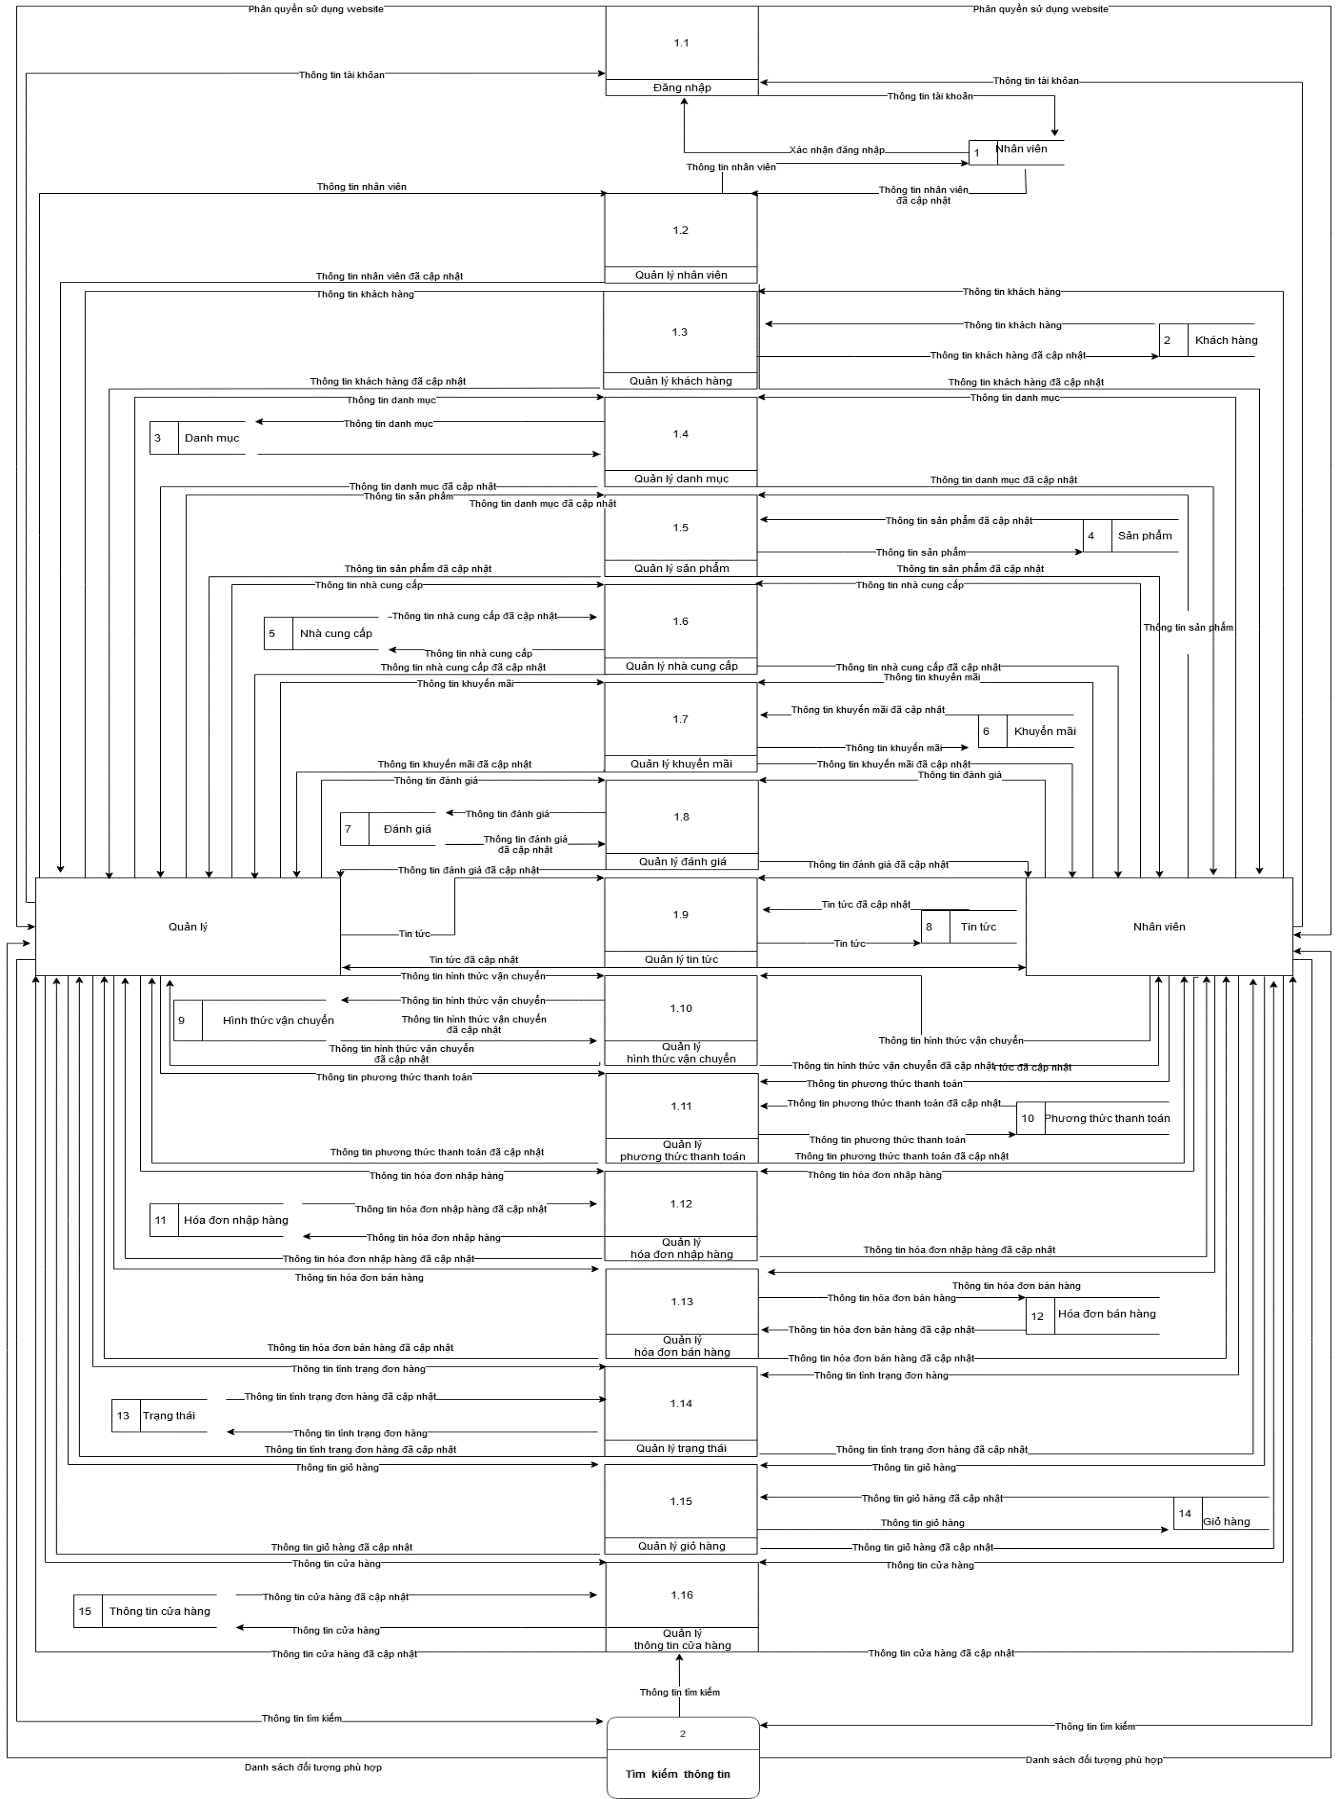 Phân quyền sử dụng website
Phân quyền sử dụng website
1.1
Thông tin tài khỏan
Thông tin tài khỏan
Đăng nhập
Thông tin tài khoản
Xác nhận đăng nhập
1
Nhân viên
Thông tin nhân viên
Thông tin nhân viên
Thông tin nhân viên
đã cập nhật
1.2
Quản lý nhân viên
Thông tin nhân viên đã cập nhật
Thông tin khách hàng
Thông tin khách hàng
1.3
Thông tin khách hàng
2
Khách hàng
Thông tin khách hàng đã cập nhật
Quản lý khách hàng
Thông tin khách hàng đã cập nhật
Thông tin khách hàng đã cập nhật
Thông tin danh mục
Thông tin danh mục
3
Danh mục
Thông tin danh mục
1.4
Quản lý danh mục
Thông tin danh mục đã cập nhật
Thông tin danh mục đã cập nhật
Thông tin sản phẩm
Thông tin danh mục đã cập nhật
1.5
Thông tin sản phẩm đã cập nhật
4
Sản phẩm
Thông tin sản phẩm
Quản lý sản phẩm
Thông tin sản phẩm đã cập nhật
Thông tin sản phẩm đã cập nhật
Thông tin nhà cung cấp
Thông tin nhà cung cấp
5
Nhà cung cấp
Thông tin nhà cung cấp đã cập nhật
1.6
Thông tin sản phẩm
Thông tin nhà cung cấp
Quản lý nhà cung cấp
Thông tin nhà cung cấp đã cập nhật
Thông tin nhà cung cấp đã cập nhật
Thông tin khuyến mãi
Thông tin khuyến mãi
1.7
Thông tin khuyến mãi đã cập nhật
6
Khuyến mãi
Thông tin khuyến mãi
Quản lý khuyến mãi
Thông tin khuyến mãi đã cập nhật
Thông tin khuyến mãi đã cập nhật
Thông tin đánh giá
Thông tin đánh giá
7
Đánh giá
Thông tin đánh giá
1.8
Thông tin đánh giá
đã cập nhật
Quản lý đánh giá
Thông tin đánh giá đã cập nhật
Thông tin đánh giá đã cập nhật
Quản lý
Tin tức
1.9
Tin tức đã cập nhật
8
Tin tức
Nhân viên
Tin tức
Quản lý tin tức
Tin tức đã cập nhật
Thông tin hình thức vận chuyển
9
Hình thức vận chuyển
Thông tin hình thức vận chuyển
1.10
Thông tin hình thức vận chuyển
đã cập nhật
Thông tin hình thức vận chuyển
Quản lý
hình thức vận chuyển
Thông tin hình thức vận chuyển
đã cập nhật
Thông tin hình thức vận chuyển đã cập nhật
tức đã cập nhật
Thông tin phương thức thanh toán
Thông tin phương thức thanh toán
1.11
Thông tin phương thức thanh toán đã cập nhật
10
Phương thức thanh toán
Thông tin phương thức thanh toán
Quản lý
phương thức thanh toán
Thông tin phương thức thanh toán đã cập nhật
Thông tin phương thức thanh toán đã cập nhật
Thông tin hóa đơn nhập hàng
Thông tin hóa đơn nhập hàng
11
Hóa đơn nhập hàng
Thông tin hóa đơn nhập hàng đã cập nhật
1.12
Thông tin hóa đơn nhập hàng
Quản lý
hóa đơn nhập hàng
Thông tin hóa đơn nhập hàng đã cập nhật
Thông tin hóa đơn nhập hàng đã cập nhật
Thông tin hóa đơn bán hàng
Thông tin hóa đơn bán hàng
1.13
Thông tin hóa đơn bán hàng
12
Hóa đơn bán hàng
Thông tin hóa đơn bán hàng đã cập nhật
Quản lý
hóa đơn bán hàng
Thông tin hóa đơn bán hàng đã cập nhật
Thông tin hóa đơn bán hàng đã cập nhật
Thông tin tình trạng đơn hàng
Thông tin tình trạng đơn hàng
13
Trạng thái
Thông tin tình trạng đơn hàng đã cập nhật
1.14
Thông tin tình trạng đơn hàng
Quản lý trạng thái
Thông tin tình trạng đơn hàng đã cập nhật
Thông tin tình trạng đơn hàng đã cập nhật
Thông tin giỏ hàng
Thông tin giỏ hàng
1.15
Thông tin giỏ hàng đã cập nhật
14
Giỏ hàng
Thông tin giỏ hàng
Quản lý giỏ hàng
Thông tin giỏ hàng đã cập nhật
Thông tin giỏ hàng đã cập nhật
Thông tin cửa hàng
Thông tin cửa hàng
15
Thông tin cửa hàng
Thông tin cửa hàng đã cập nhật
1.16
Thông tin cửa hàng
Quản lý
thông tin cửa hàng
Thông tin cửa hàng đã cập nhật
Thông tin cửa hàng đã cập nhật
Thông tin tìm kiếm
Thông tin tìm kiếm
Thông tin tìm kiếm
2
Tìm kiếm thông tin
Danh sách đối tượng phù hợp
Danh sách đối tượng phù hợp